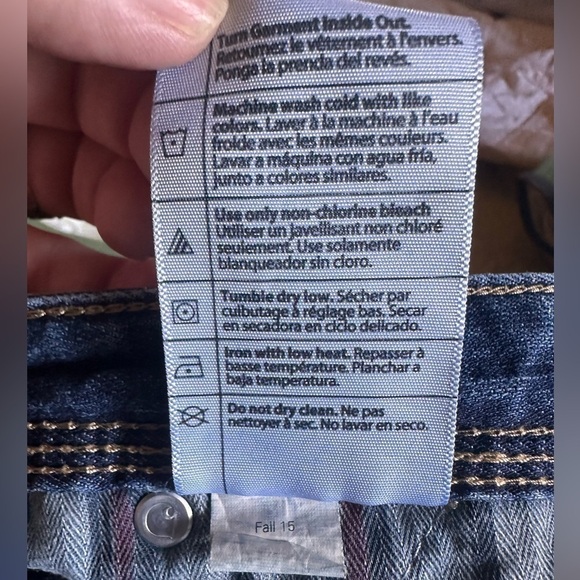 Turn Garment Inside Out.
Retournez le vêtement à l'envers.
Ponga la prenda del revés.
Machine wash cold with like
colors. Laver à la machine à l'eau
froide avec les mêmes couleurs.
Lavar a máquina con agua fría,
junto a colores similares.
Use only non-chlorine bleach
Utiliser un javellisant non chloré
seulement. Use solamente
blanqueador sin cloro.
Tumble dry low. Sécher par
culbutage à réglage bas. Secar
en secadora en ciclo delicado.
Iron with low heat. Repasser à
basse température. Planchar a
baja temperatura.
Do not dry clean. Ne pas
nettoyer à sec. No lavar en seco.
Fall 15